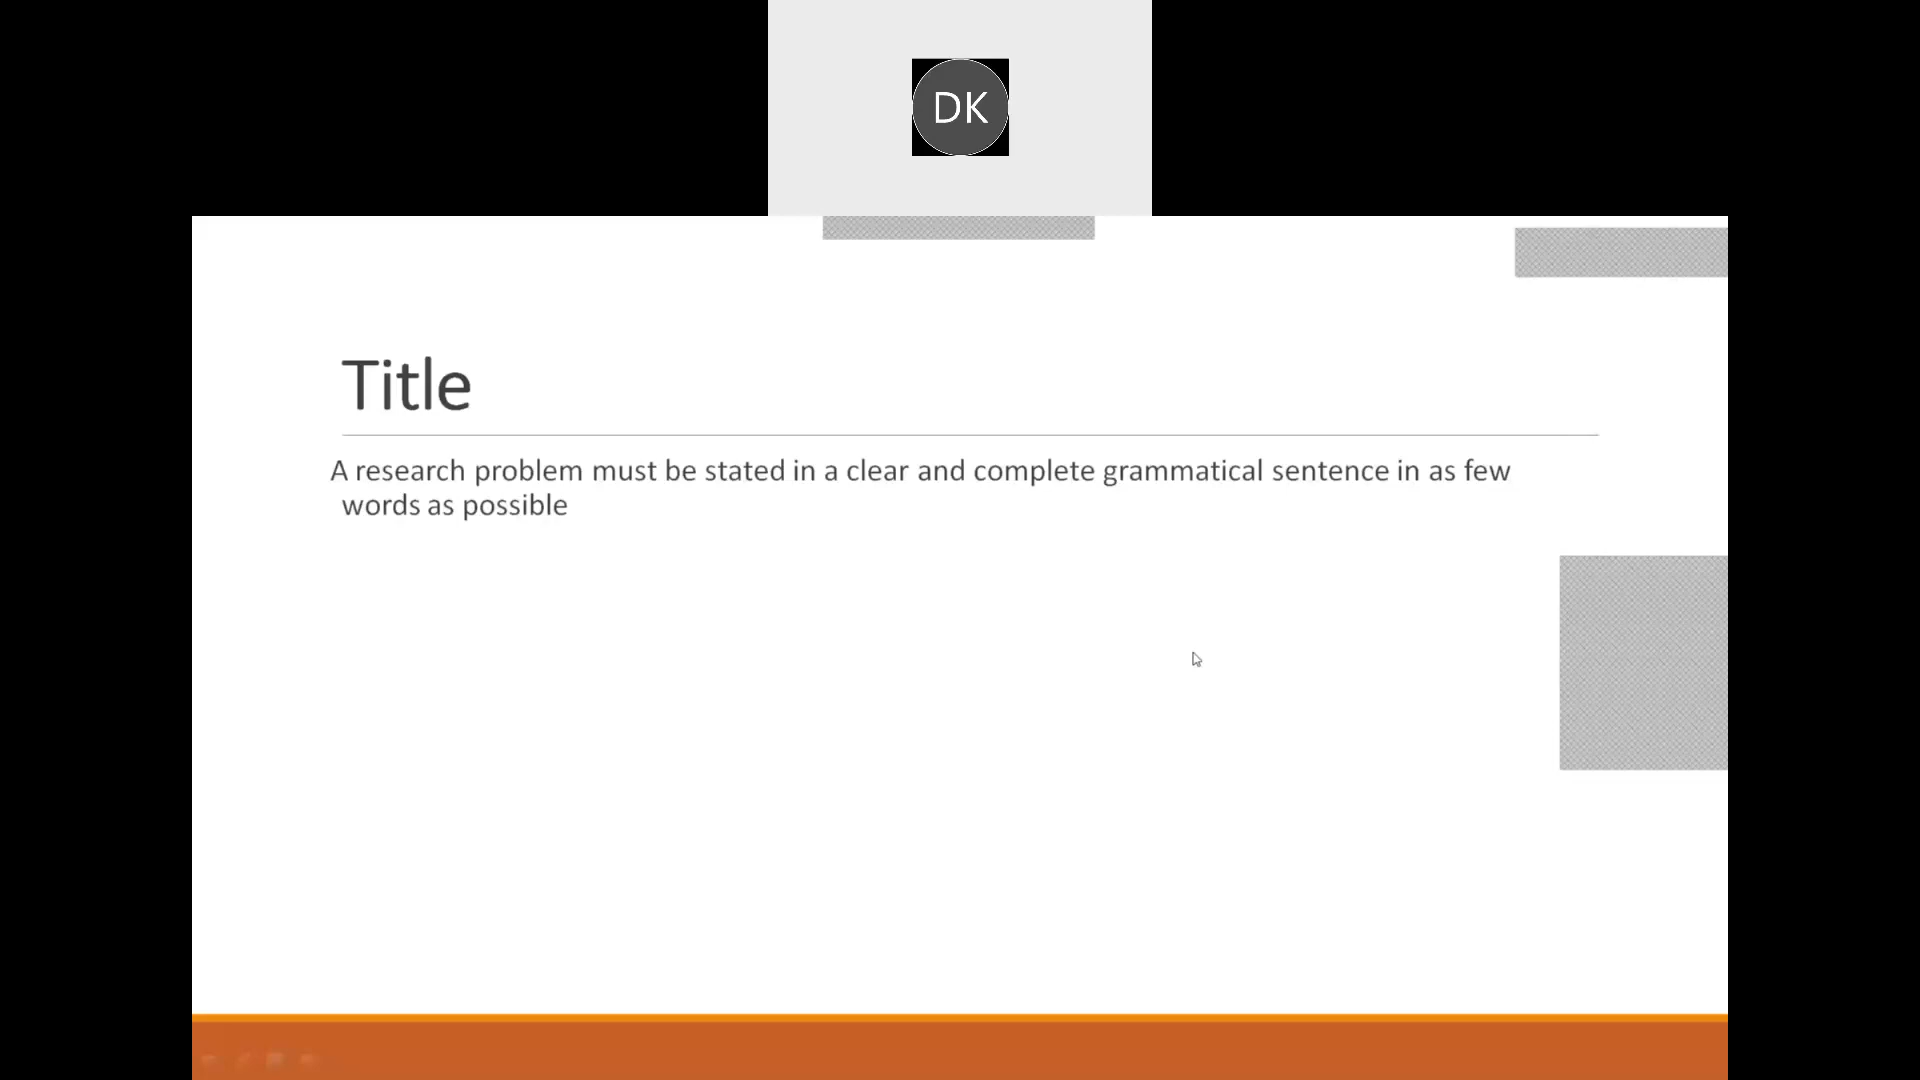 DK
Title
A research problem must be stated in a clear and complete grammatical sentence in as few
words as possible